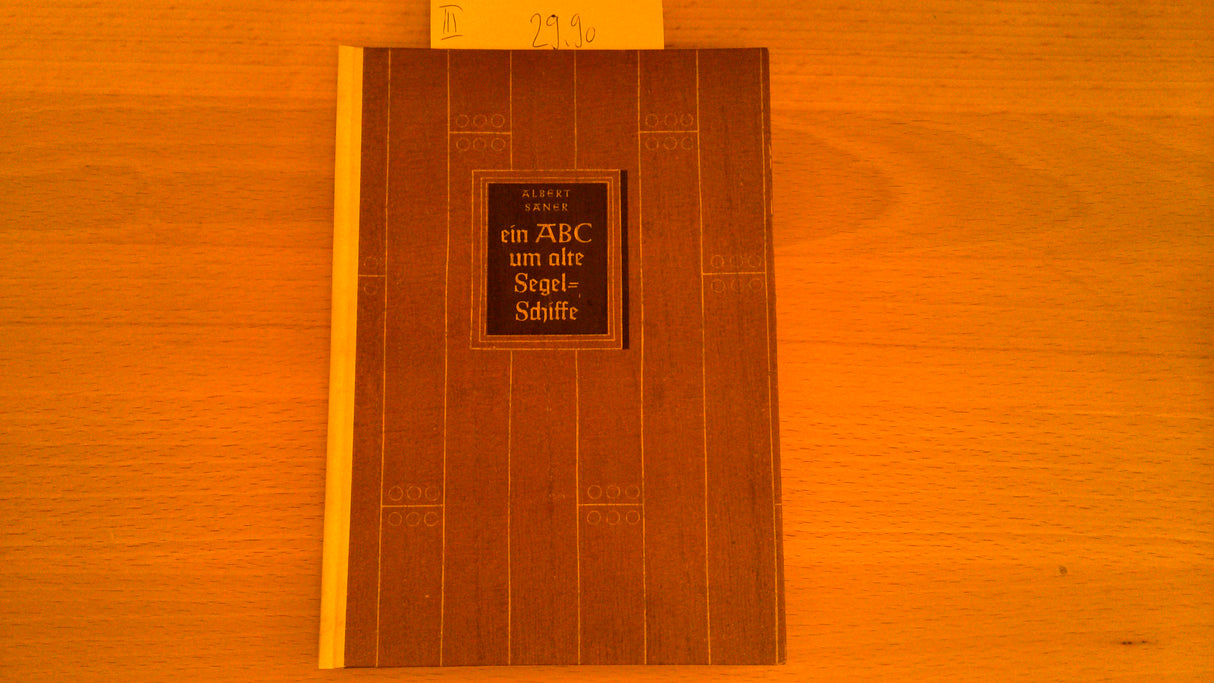 III 29.90
ALBERT
SANER
ein ABC
um alte
Segel=
Schiffe